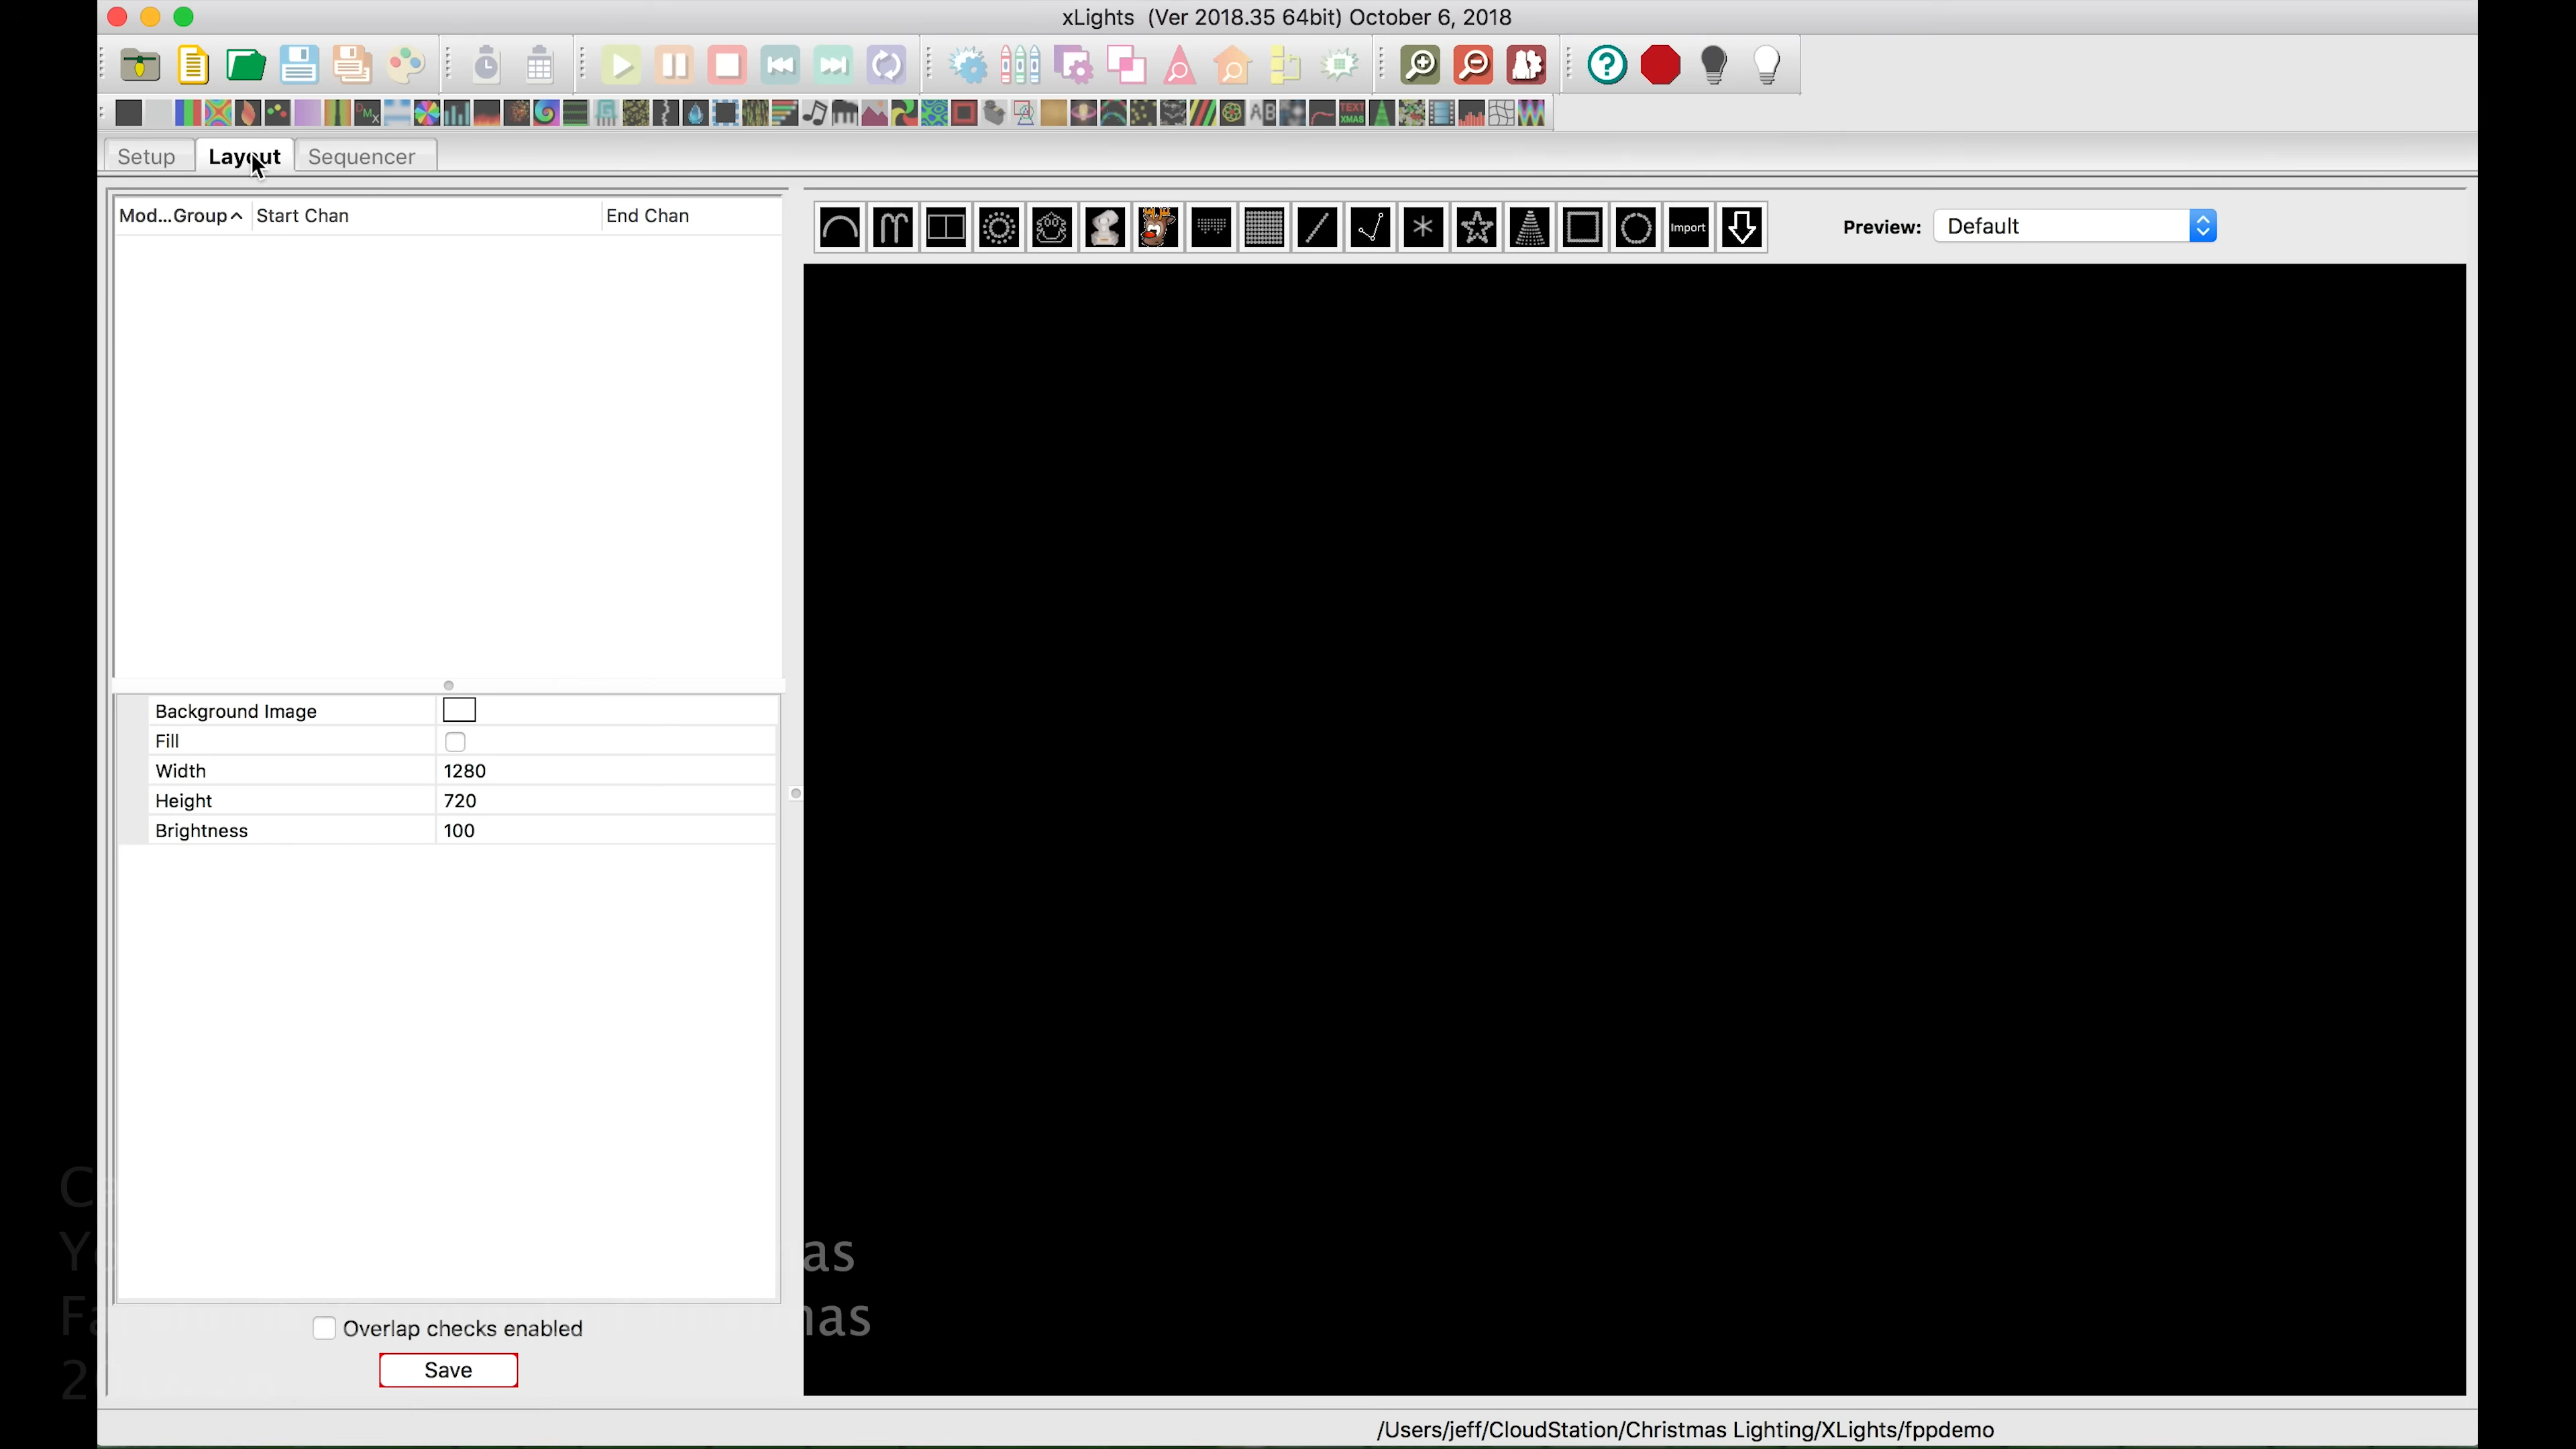 xLights (Ver 2018.35 64bit) October 6, 2018
Setup
Layout
Sequencer
Mod...Group
Start Chan
End Chan
Import
Preview:
Default
Background Image
Fill
Width 1280
Height 720
Brightness 100
Overlap checks enabled
Save
/Users/jeff/CloudStation/Christmas Lighting/XLights/fppdemo